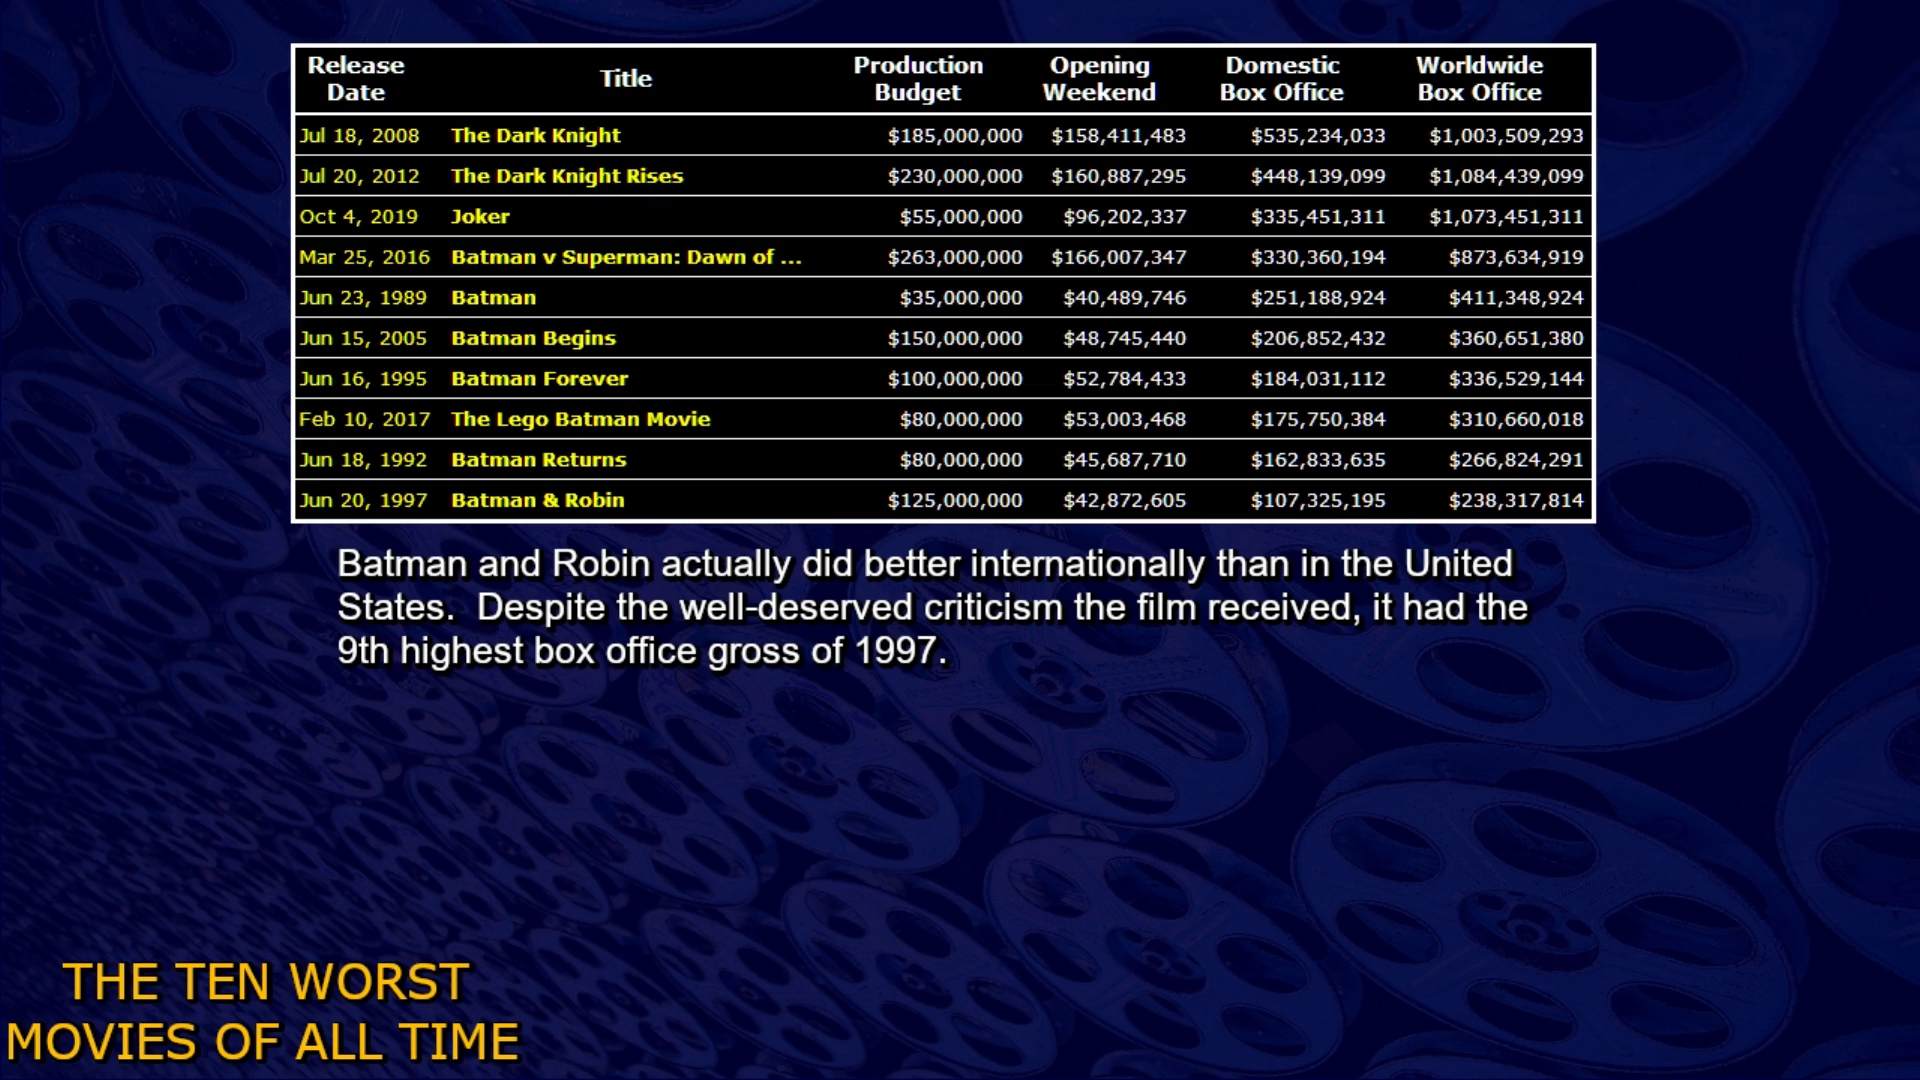 Release Date Title Production Budget Opening Weekend Domestic Box Office Worldwide Box Office
Jul 18, 2008 The Dark Knight $185,000,000 $158,411,483 $535,234,033 $1,003,509,293
Jul 20, 2012 The Dark Knight Rises $230,000,000 $160,887,295 $448,139,099 $1,084,439,099
Oct 4, 2019 Joker $55,000,000 $96,202,337 $335,451,311 $1,073,451,311
Mar 25, 2016 Batman v Superman: Dawn of ... $263,000,000 $166,007,347 $330,360,194 $873,634,919
Jun 23, 1989 Batman $35,000,000 $40,489,746 $251,188,924 $411,348,924
Jun 15, 2005 Batman Begins $150,000,000 $48,745,440 $206,852,432 $360,651,380
Jun 16, 1995 Batman Forever $100,000,000 $52,784,433 $184,031,112 $336,529,144
Feb 10, 2017 The Lego Batman Movie $80,000,000 $53,003,468 $175,750,384 $310,660,018
Jun 18, 1992 Batman Returns $80,000,000 $45,687,710 $162,833,635 $266,824,291
Jun 20, 1997 Batman & Robin $125,000,000 $42,872,605 $107,325,195 $238,317,814
Batman and Robin actually did better internationally than in the United
States.  Despite the well-deserved criticism the film received, it had the
9th highest box office gross of 1997.
THE TEN WORST
MOVIES OF ALL TIME